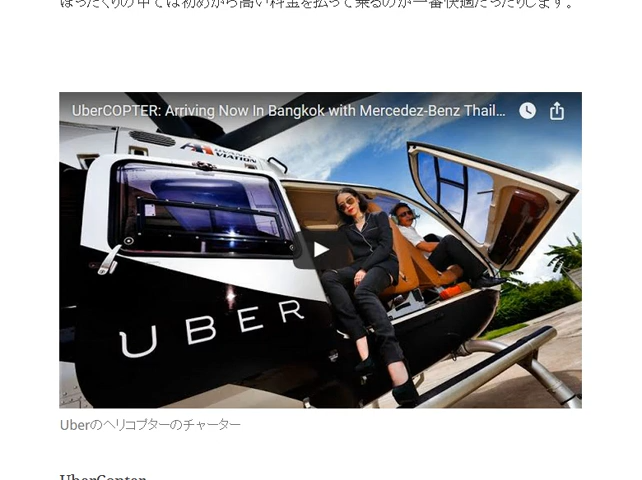 ぼったくりの中では初めから高い料金を払って乗るのが一番快適だったりします。
UberCOPTER: Arriving Now In Bangkok with Mercedez-Benz Thail...
AVIATION
UBER
Uberのヘリコプターのチャーター
UberCopter